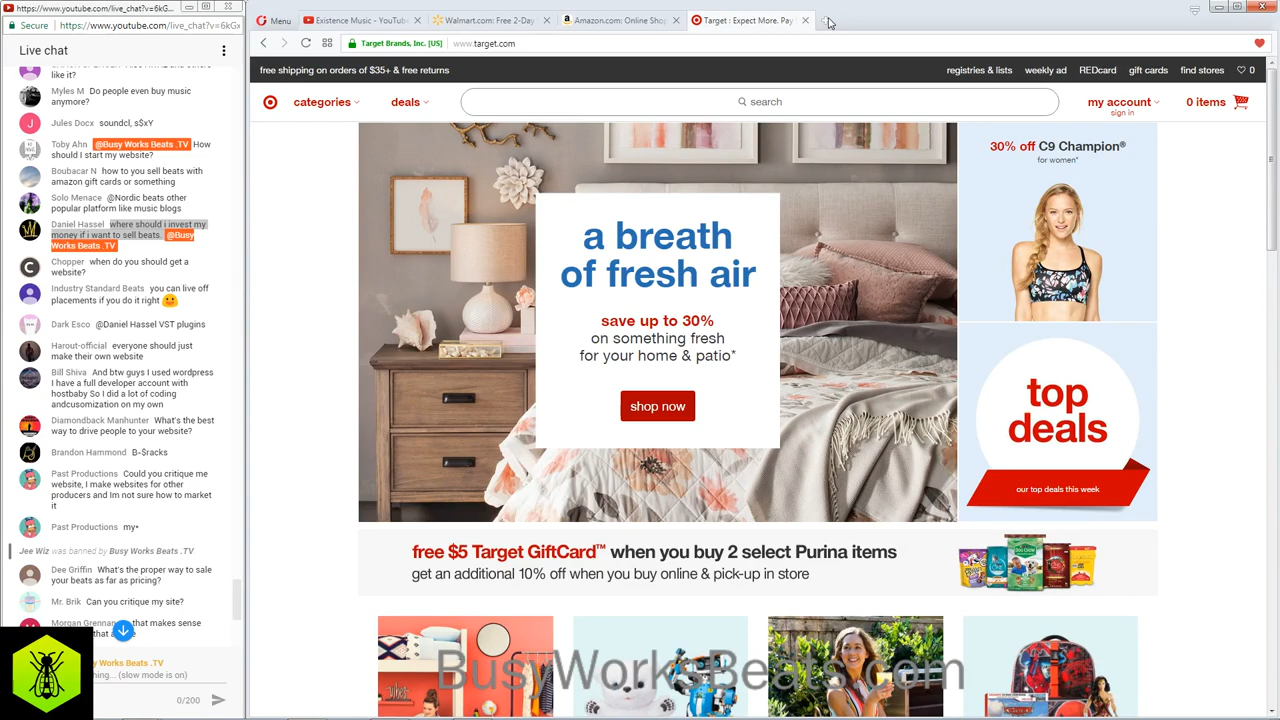 https://www.youtube.com/live_chat?v=6kGx
Secure
https://www.youtube.com/live_chat?v=6kGx
Live chat
like it?
Myles M Do people even buy music
anymore?
Jules Docx soundcl, s$xY
Toby Ahn @Busy Works Beats .TV How
should I start my website?
Boubacar N how to you sell beats with
amazon gift cards or something
Solo Menace @Nordic beats other
popular platform like music blogs
Daniel Hassel where should i invest my
money if i want to sell beats. @Busy
Works Beats .TV
Chopper when do you should get a
website?
Industry Standard Beats you can live off
placements if you do it right
Dark Esco @Daniel Hassel VST plugins
Harout-official everyone should just
make their own website
Bill Shiva And btw guys I used wordpress
I have a full developer account with
hostbaby So I did a lot of coding
andcusomization on my own
Diamondback Manhunter What's the best
way to drive people to your website?
Brandon Hammond B-$racks
Past Productions Could you critique me
website, I make websites for other
producers and Im not sure how to market
it
Past Productions my*
Jee Wiz was banned by Busy Works Beats .TV
Dee Griffin What's the proper way to sale
your beats as far as pricing?
Mr. Brik Can you critique my site?
Morgan Grennan that makes sense
that a
y Works Beats .TV
hing... (slow mode is on)
0/200
Menu
Existence Music - YouTube
Walmart.com: Free 2-Day
Amazon.com: Online Shop
Target : Expect More. Pay
Target Brands, Inc. [US]
www.target.com
free shipping on orders of $35+ & free returns
registries & lists
weekly ad
REDcard
gift cards
find stores
0
categories
deals
search
my account
sign in
0 items
a breath
of fresh air
save up to 30%
on something fresh
for your home & patio*
shop now
30% off C9 Champion®
for women*
top
deals
our top deals this week
free $5 Target GiftCard™ when you buy 2 select Purina items
get an additional 10% off when you buy online & pick-up in store
BusyWorksBeats.com